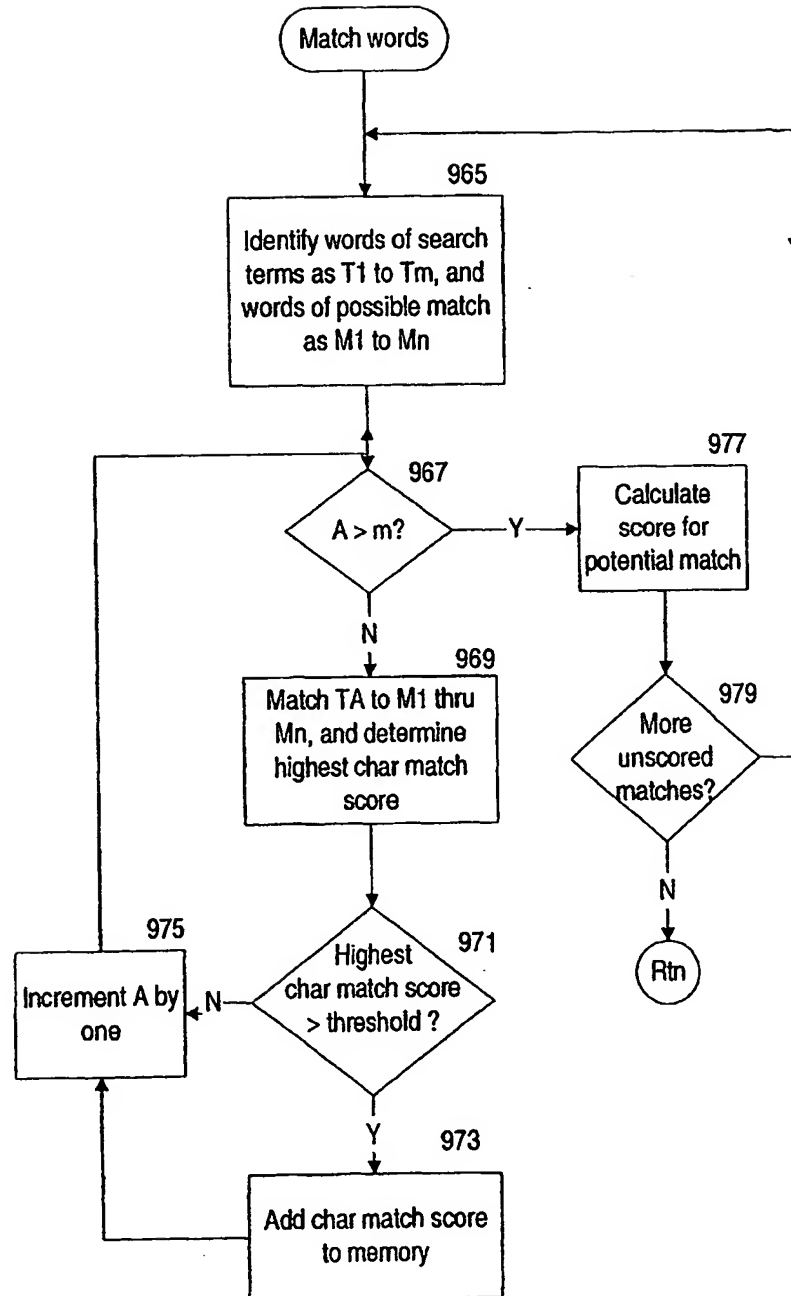 Match words
965
Identify words of search
terms as T1 to Tm, and
words of possible match
as M1 to Mn
967
A > m?
Y
977
Calculate
score for
potential match
N
969
Match TA to M1 thru
Mn, and determine
highest char match
score
979
More
unscored
matches?
N
Rtn
971
Highest
char match score
> threshold ?
N
975
Increment A by
one
Y
973
Add char match score
to memory